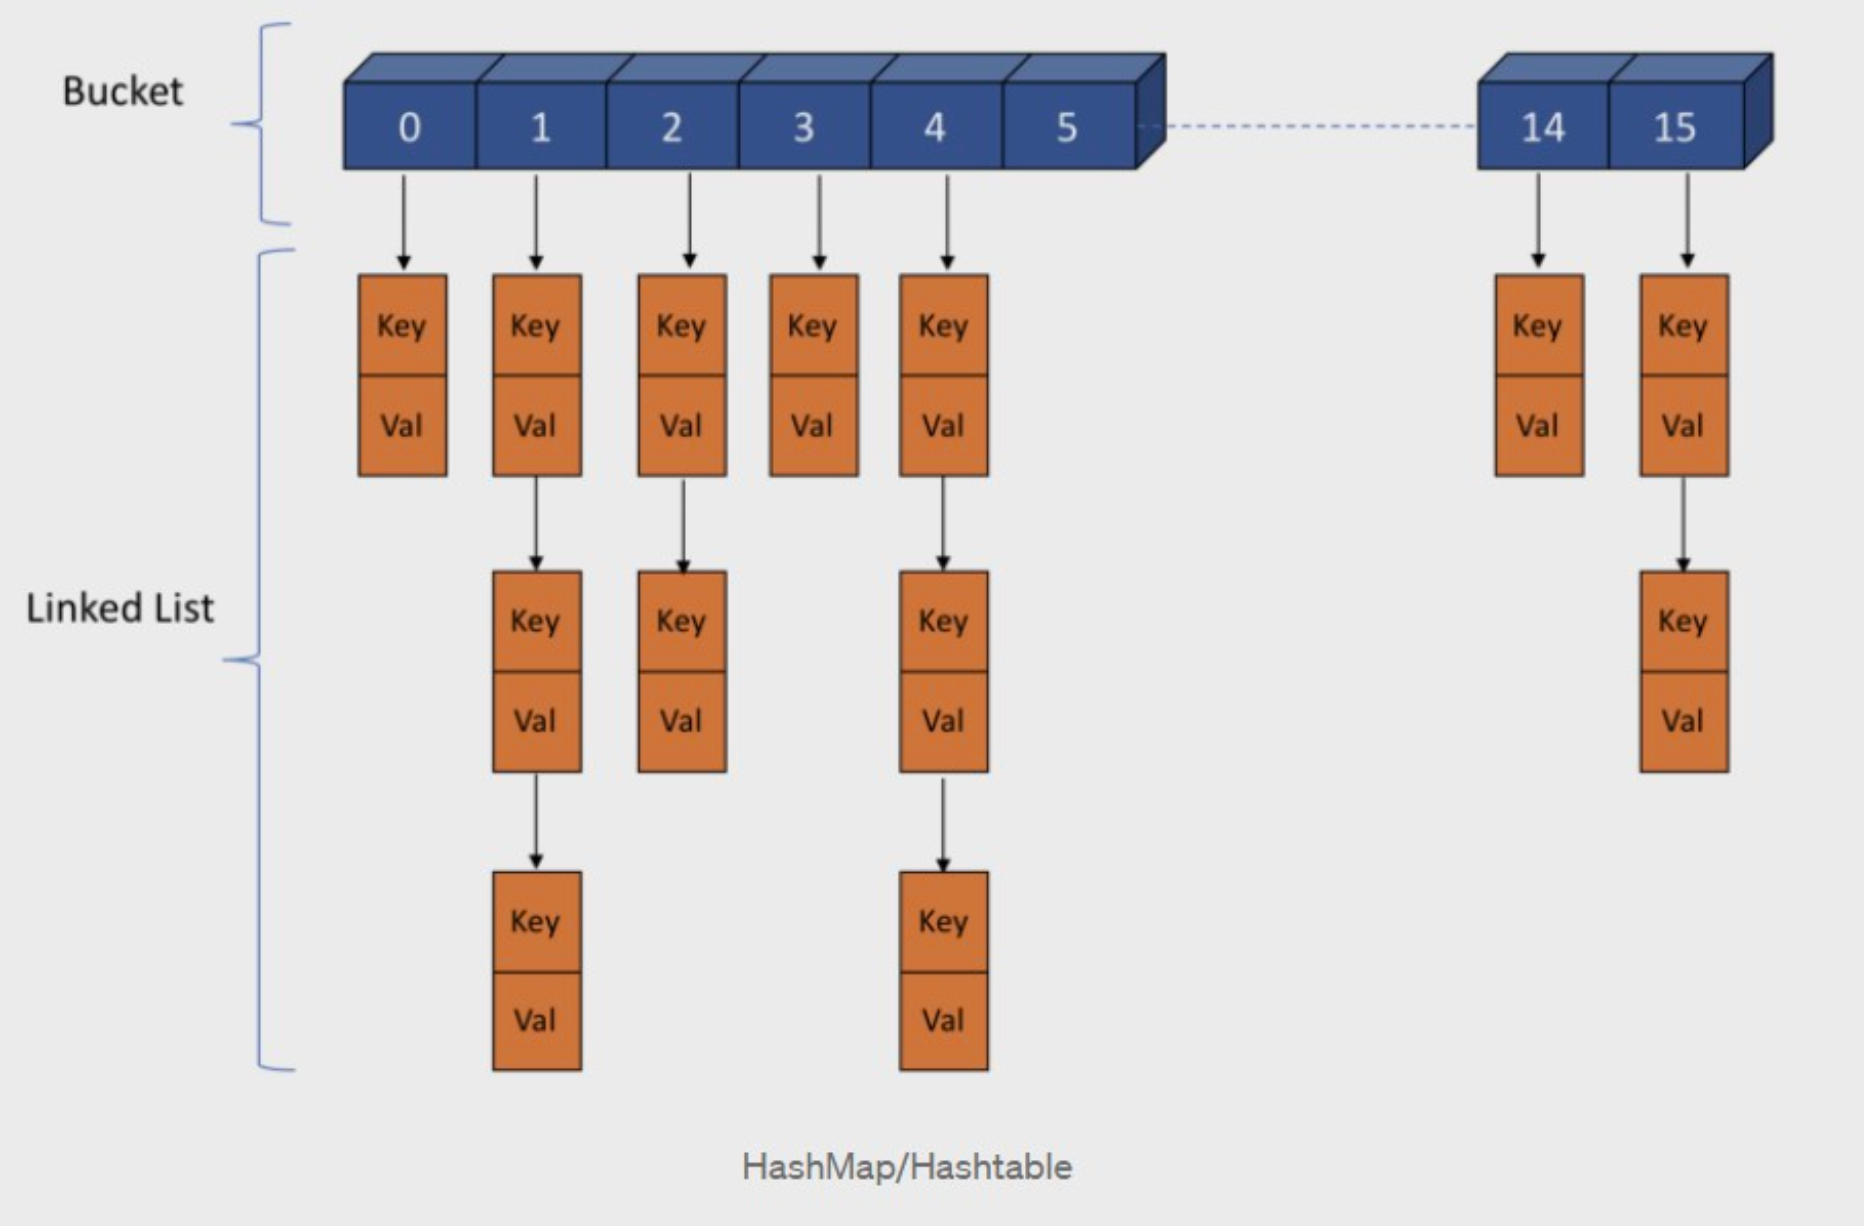 Bucket
0 1 2 3 4 5 14 15
Key Key Key Key Key Key Key
Val Val Val Val Val Val Val
Linked List
Key Key Key Key
Val Val Val Val
Key Key
Val Val
HashMap/Hashtable